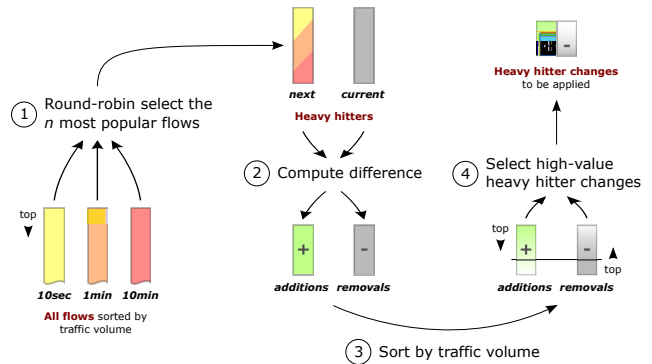 1 Round-robin select the
n most popular flows
top
10sec 1min 10min
All flows sorted by
traffic volume
next current
Heavy hitters
2 Compute difference
+ -
additions removals
3 Sort by traffic volume
top
+ -
top
additions removals
4 Select high-value
heavy hitter changes
-
Heavy hitter changes
to be applied